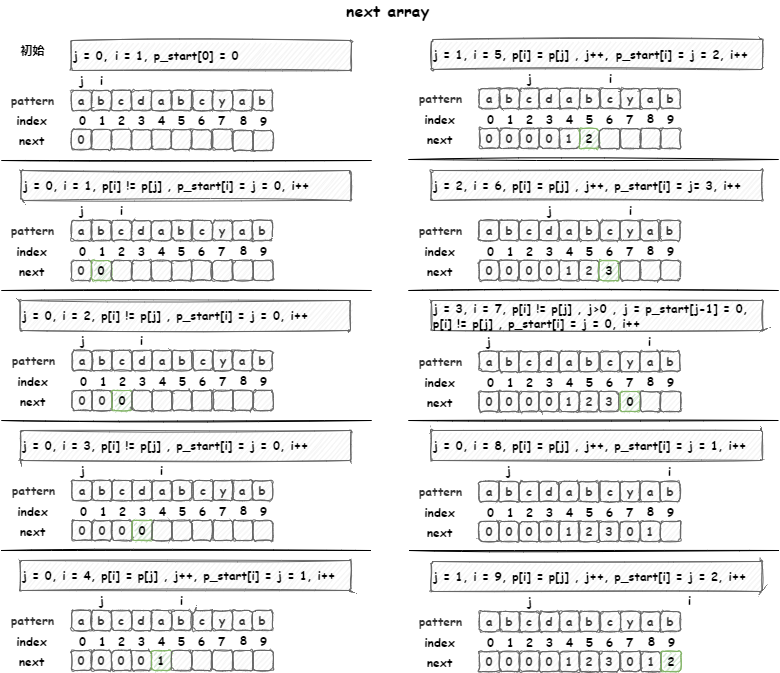 next array
初始
j = 0, i = 1, p_start[0] = 0
j i
pattern a b c d a b c y a b
index 0 1 2 3 4 5 6 7 8 9
next 0
j = 0, i = 1, p[i] != p[j] , p_start[i] = j = 0, i++
j i
pattern a b c d a b c y a b
index 0 1 2 3 4 5 6 7 8 9
next 0 0
j = 0, i = 2, p[i] != p[j] , p_start[i] = j = 0, i++
j i
pattern a b c d a b c y a b
index 0 1 2 3 4 5 6 7 8 9
next 0 0 0
j = 0, i = 3, p[i] != p[j] , p_start[i] = j = 0, i++
j i
pattern a b c d a b c y a b
index 0 1 2 3 4 5 6 7 8 9
next 0 0 0 0
j = 0, i = 4, p[i] = p[j] , j++, p_start[i] = j = 1, i++
j i
pattern a b c d a b c y a b
index 0 1 2 3 4 5 6 7 8 9
next 0 0 0 0 1
j = 1, i = 5, p[i] = p[j] , j++, p_start[i] = j = 2, i++
j i
pattern a b c d a b c y a b
index 0 1 2 3 4 5 6 7 8 9
next 0 0 0 0 1 2
j = 2, i = 6, p[i] = p[j] , j++, p_start[i] = j= 3, i++
j i
pattern a b c d a b c y a b
index 0 1 2 3 4 5 6 7 8 9
next 0 0 0 0 1 2 3
j = 3, i = 7, p[i] != p[j] , j>0 , j = p_start[j-1] = 0,
p[i] != p[j] , p_start[i] = j = 0, i++
j i
pattern a b c d a b c y a b
index 0 1 2 3 4 5 6 7 8 9
next 0 0 0 0 1 2 3 0
j = 0, i = 8, p[i] = p[j] , j++, p_start[i] = j = 1, i++
j i
pattern a b c d a b c y a b
index 0 1 2 3 4 5 6 7 8 9
next 0 0 0 0 1 2 3 0 1
j = 1, i = 9, p[i] = p[j] , j++, p_start[i] = j = 2, i++
j i
pattern a b c d a b c y a b
index 0 1 2 3 4 5 6 7 8 9
next 0 0 0 0 1 2 3 0 1 2